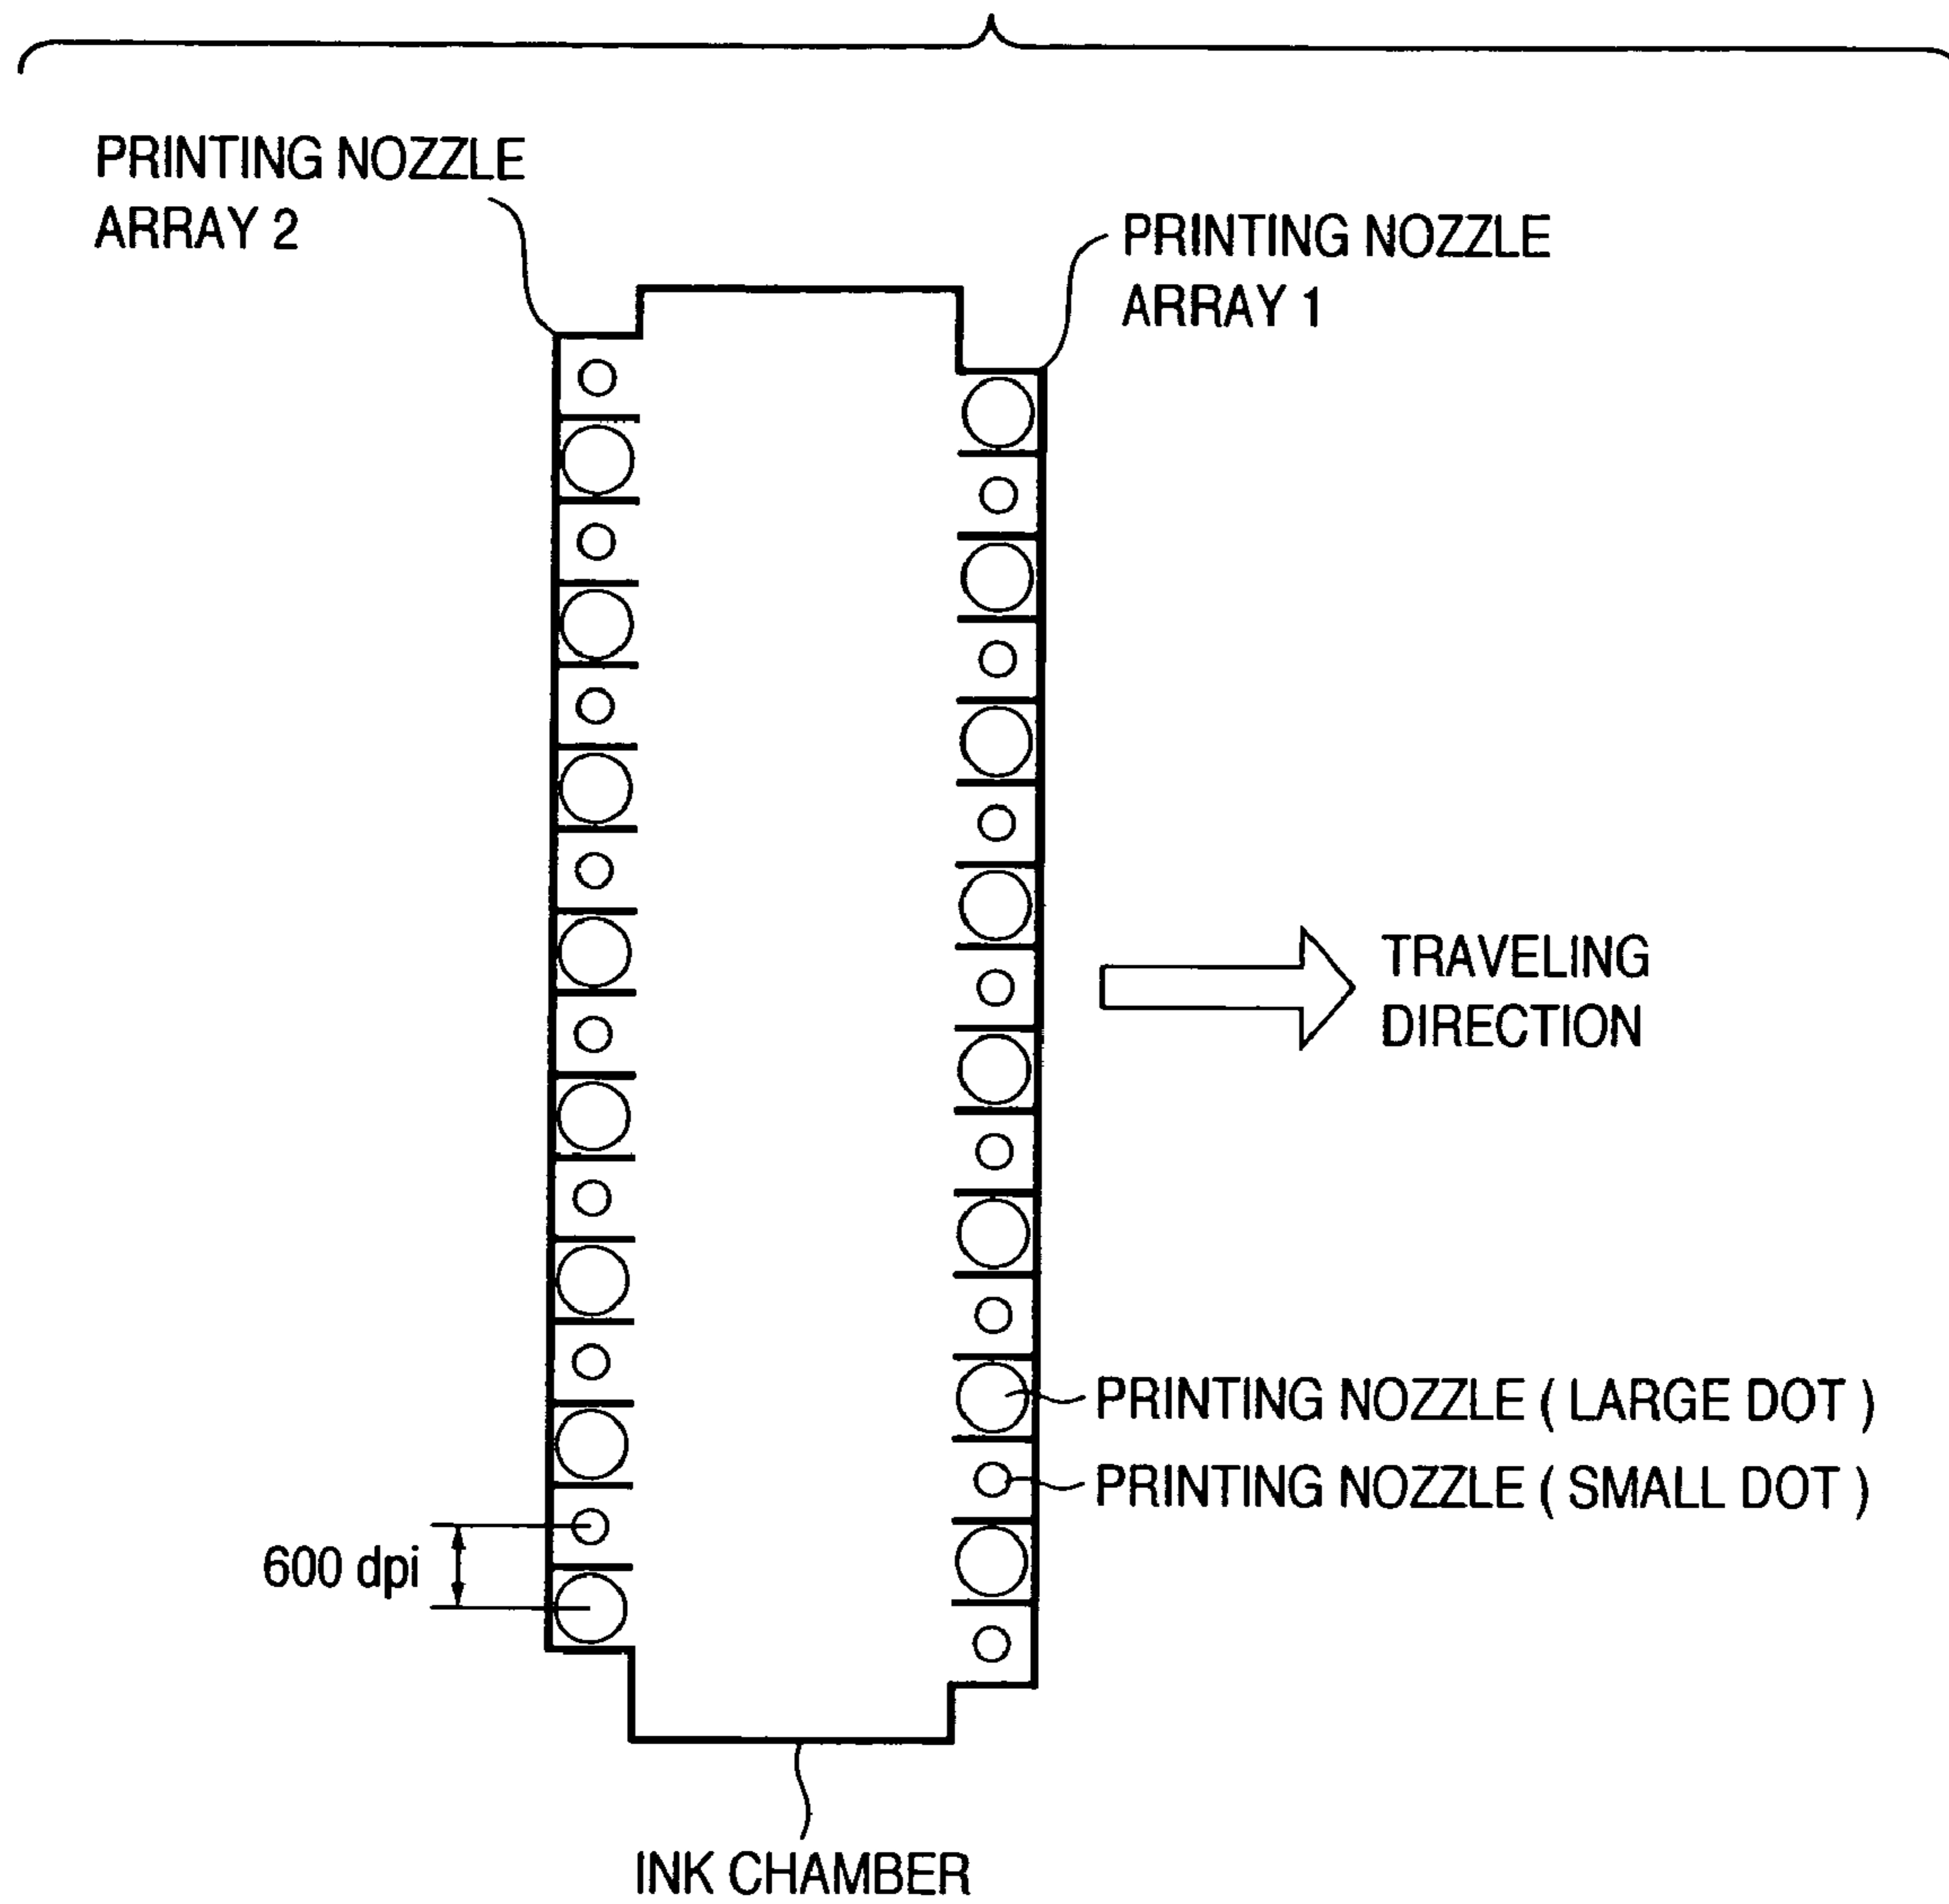 PRINTING NOZZLE
ARRAY 2
PRINTING NOZZLE
ARRAY 1
TRAVELING
DIRECTION
PRINTING NOZZLE ( LARGE DOT )
PRINTING NOZZLE ( SMALL DOT )
600 dpi
INK CHAMBER